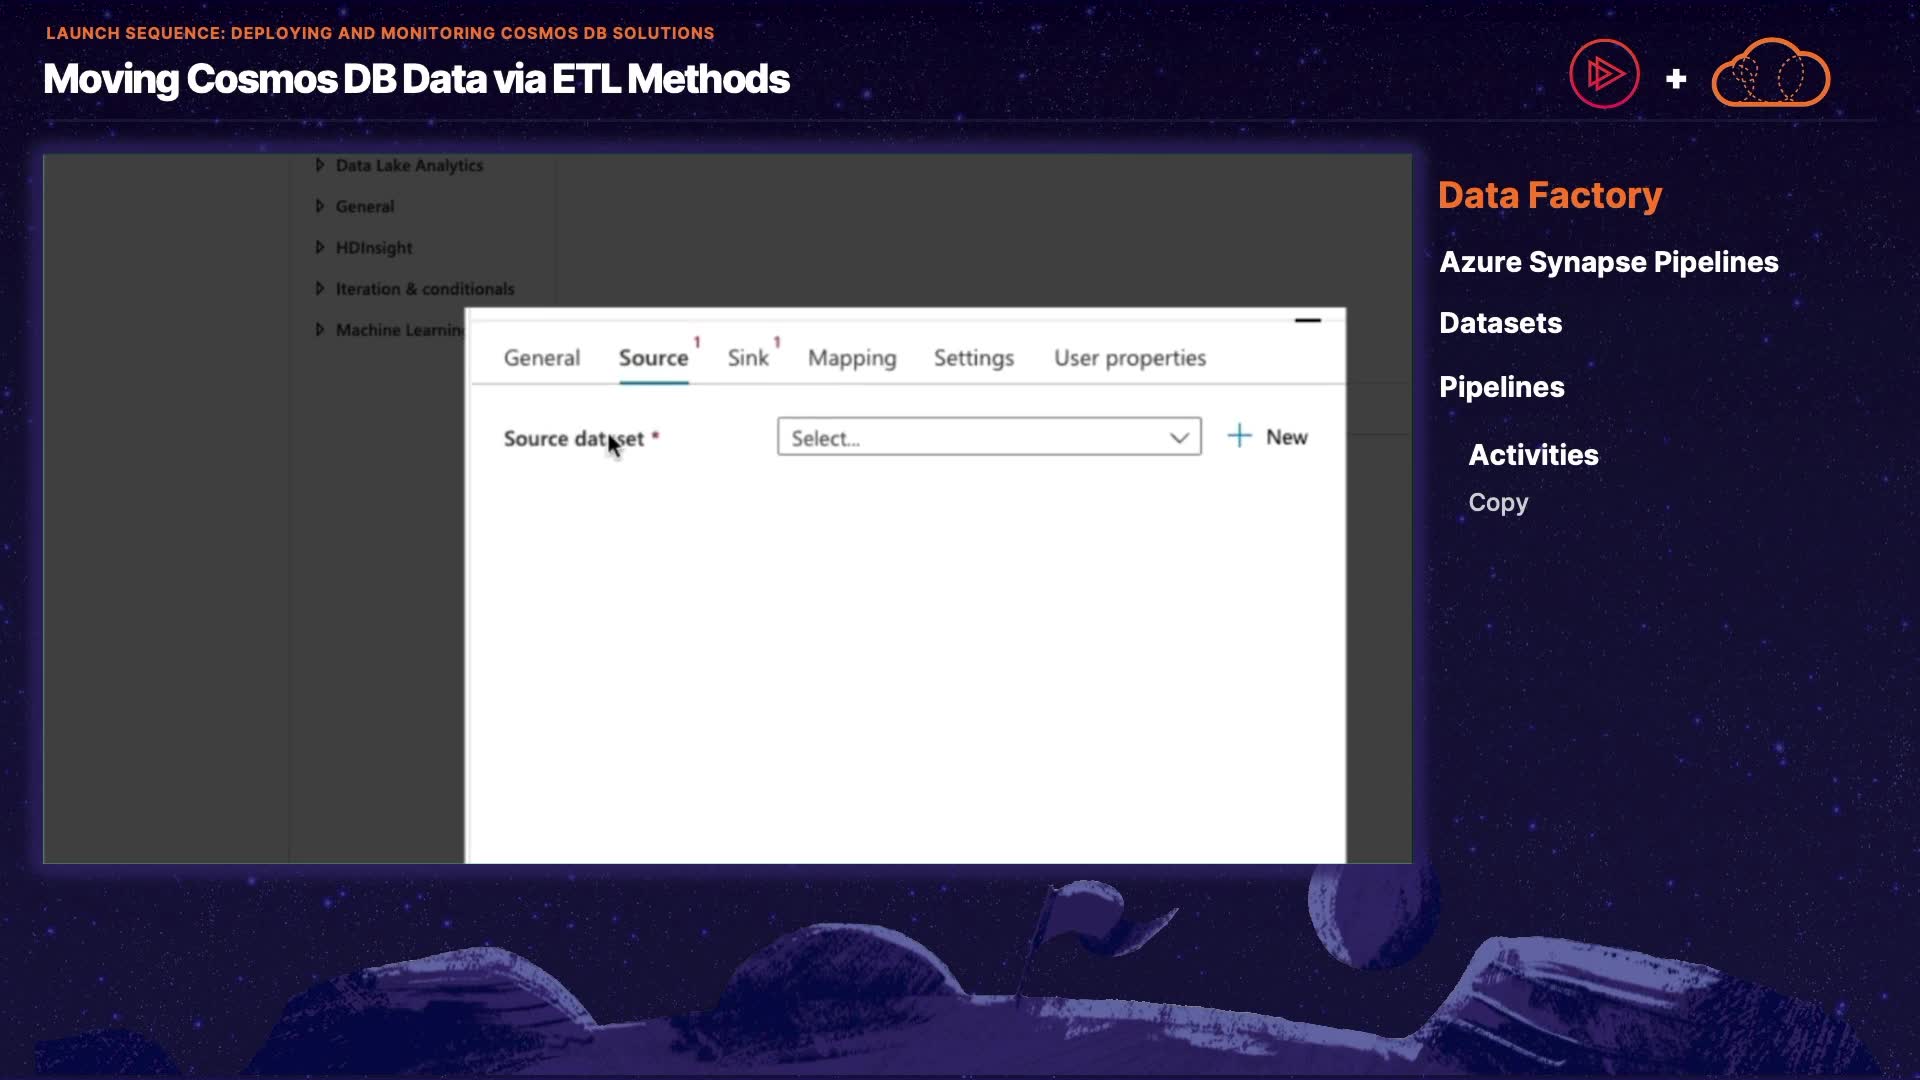 LAUNCH SEQUENCE: DEPLOYING AND MONITORING COSMOS DB SOLUTIONS
Moving Cosmos DB Data via ETL Methods
Data Lake Analytics
General
HDInsight
Iteration & conditionals
Machine Learning
General Source 1 Sink 1 Mapping Settings User properties
Source dataset * Select... + New
Data Factory
Azure Synapse Pipelines
Datasets
Pipelines
Activities
Copy